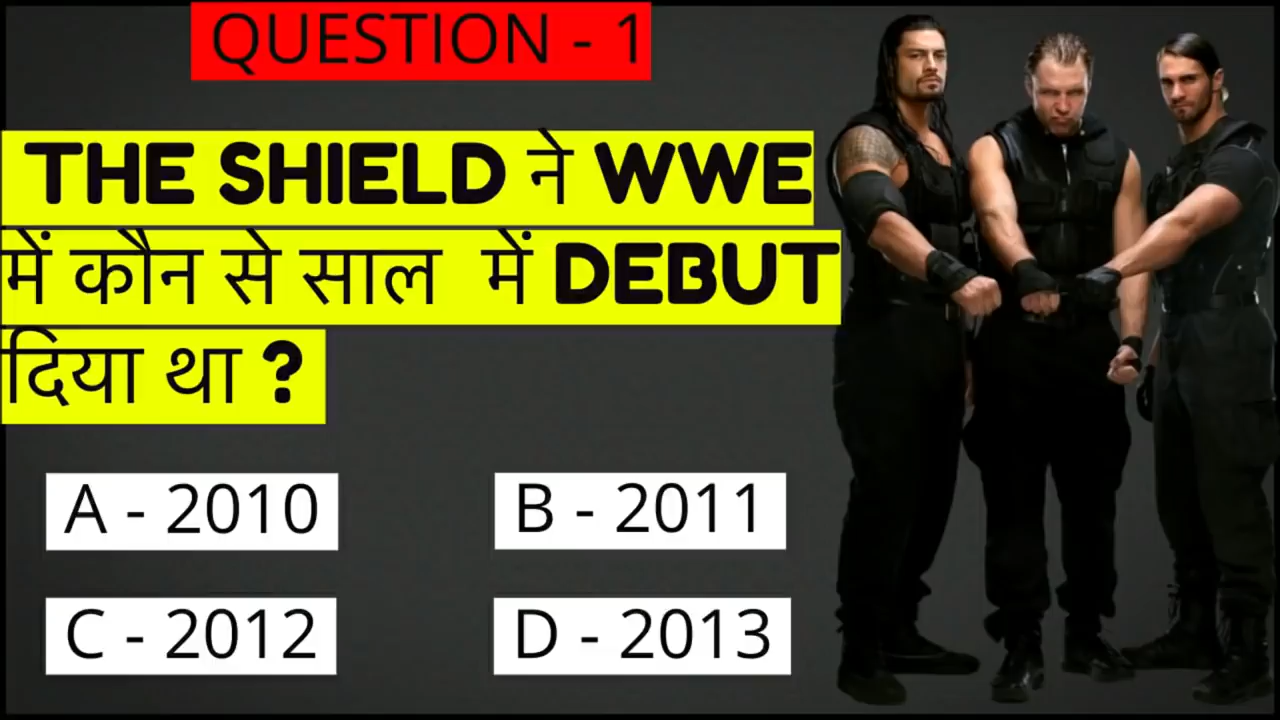 QUESTION - 1
THE SHIELD ने WWE
में कौन से साल में DEBUT
दिया था ?
A - 2010
B - 2011
C - 2012
D - 2013